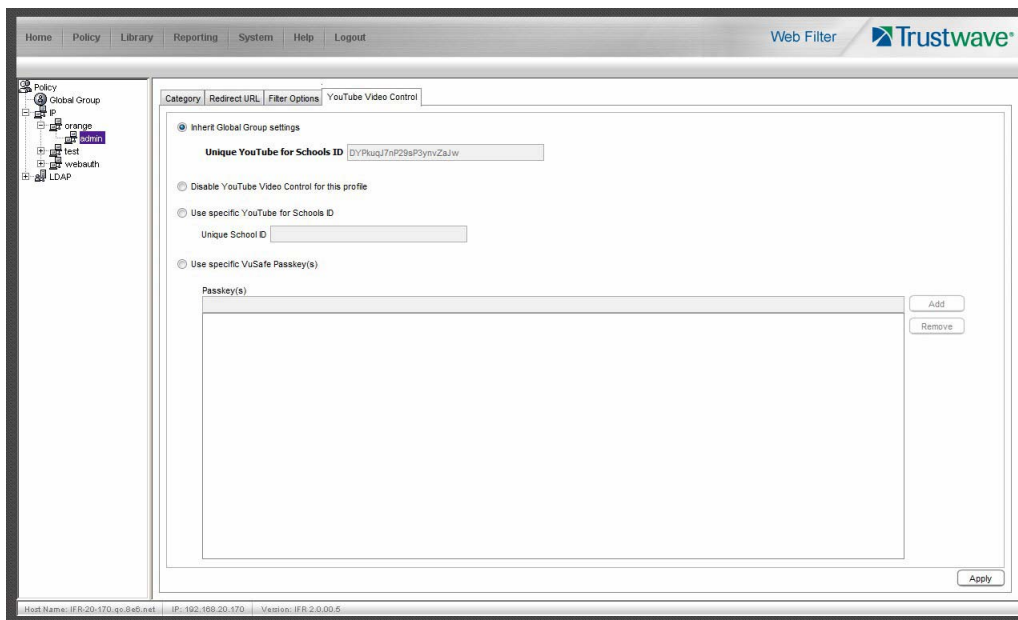 Home Policy Library Reporting System Help Logout
Web Filter Trustwave®
Policy
Global Group
IP
orange
admin
test
webauth
LDAP
Category Redirect URL Filter Options YouTube Video Control
Inherit Global Group settings
Unique YouTube for Schools ID DYPkuqJ7nP29sP3ynvZaJw
Disable YouTube Video Control for this profile
Use specific YouTube for Schools ID
Unique School ID
Use specific VuSafe Passkey(s)
Passkey(s)
Add
Remove
Apply
Host Name: IFR-20-170.qc.8e6.net IP: 192.168.20.170 Version: IFR 2.0.00.5